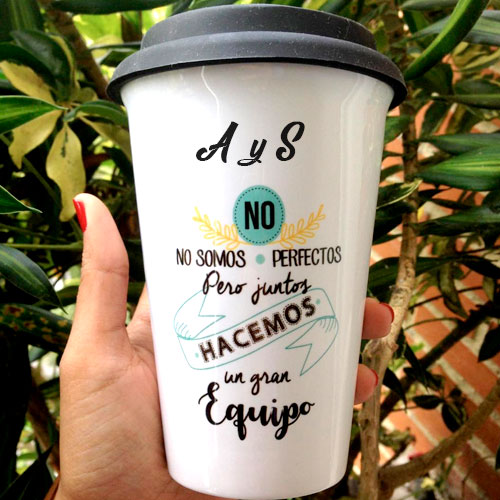 A y S
NO
NO SOMOS • PERFECTOS
Pero juntos
HACEMOS
un gran
Equipo